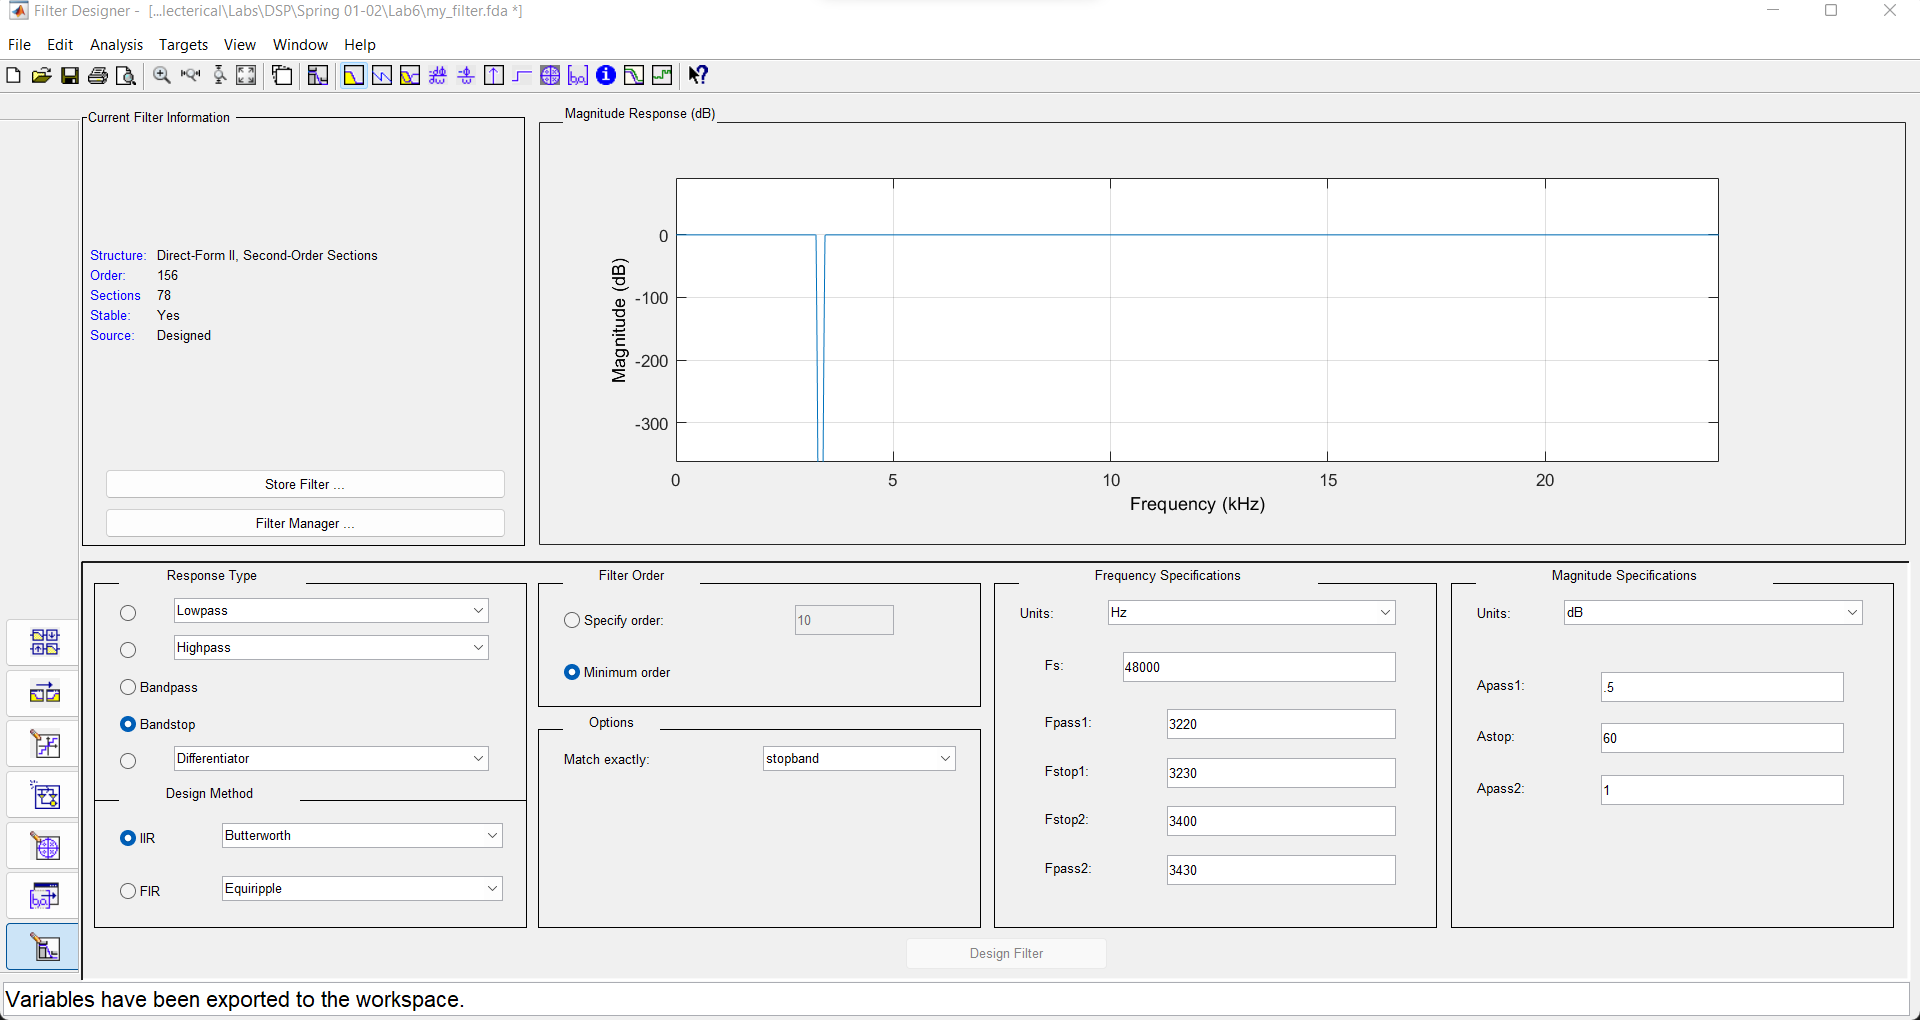 Filter Designer - [...lecterical\Labs\DSP\Spring 01-02\Lab6\my_filter.fda *]
File Edit Analysis Targets View Window Help
Current Filter Information
Structure: Direct-Form II, Second-Order Sections
Order: 156
Sections 78
Stable: Yes
Source: Designed
Store Filter ...
Filter Manager ...
Magnitude Response (dB)
0
-100
-200
-300
Magnitude (dB)
0 5 10 15 20
Frequency (kHz)
Response Type
Lowpass
Highpass
Bandpass
Bandstop
Differentiator
Design Method
IIR Butterworth
FIR Equiripple
Filter Order
Specify order: 10
Minimum order
Options
Match exactly: stopband
Frequency Specifications
Units: Hz
Fs: 48000
Fpass1: 3220
Fstop1: 3230
Fstop2: 3400
Fpass2: 3430
Magnitude Specifications
Units: dB
Apass1: .5
Astop: 60
Apass2: 1
Design Filter
Variables have been exported to the workspace.